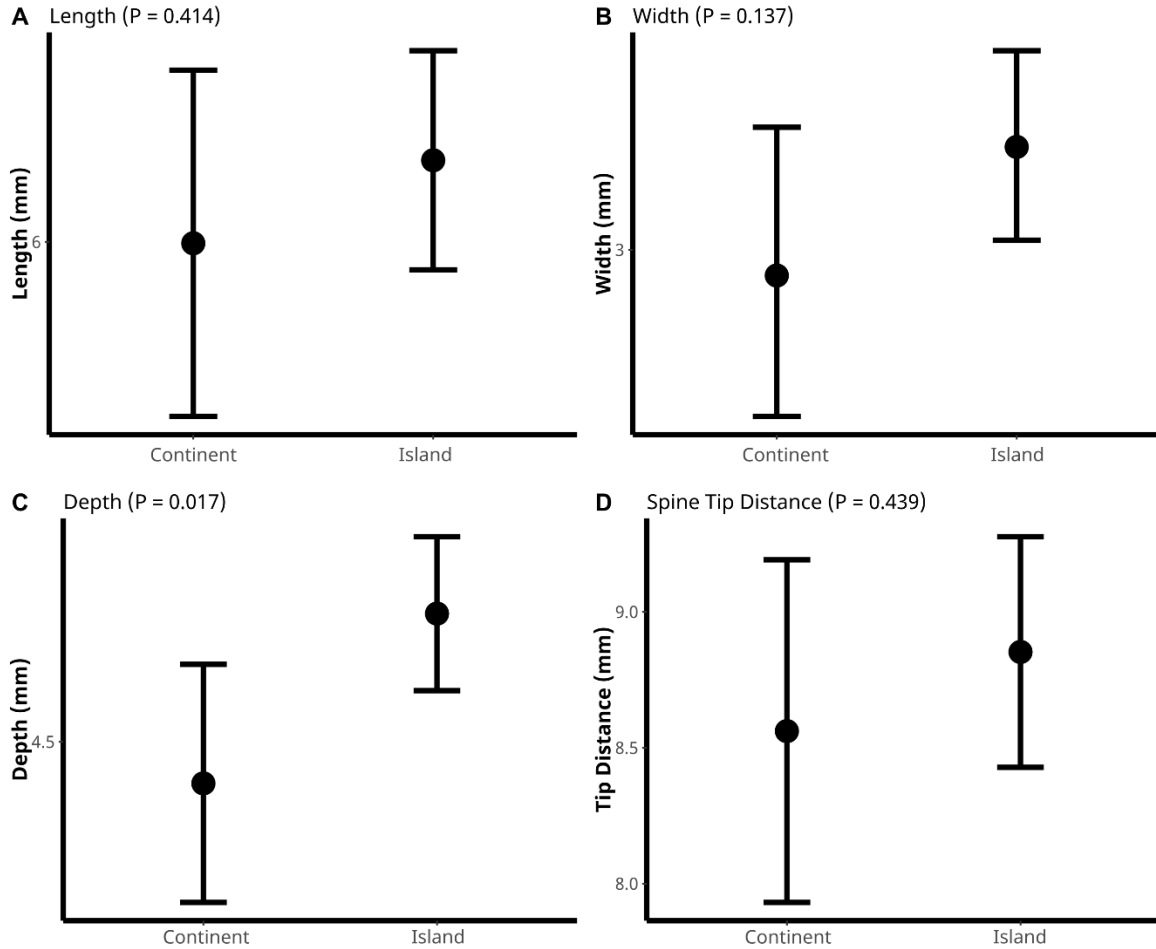 A Length (P = 0.414)
Length (mm)
6
Continent Island
B Width (P = 0.137)
Width (mm)
3
Continent Island
C Depth (P = 0.017)
Depth (mm)
4.5
Continent Island
D Spine Tip Distance (P = 0.439)
Tip Distance (mm)
9.0
8.5
8.0
Continent Island